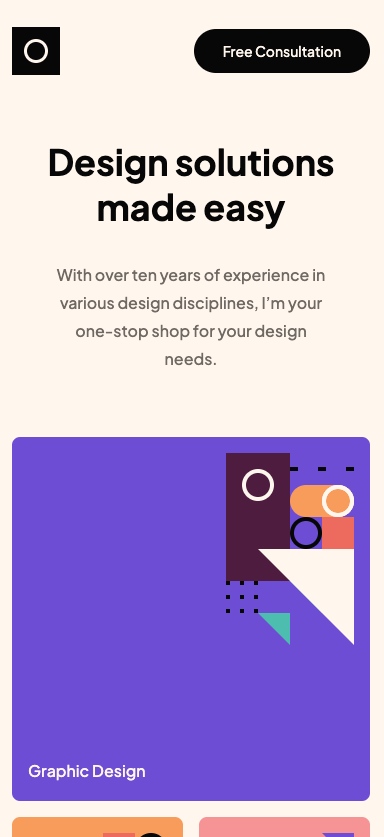 Free Consultation
Design solutions
made easy
With over ten years of experience in
various design disciplines, I’m your
one-stop shop for your design
needs.
Graphic Design